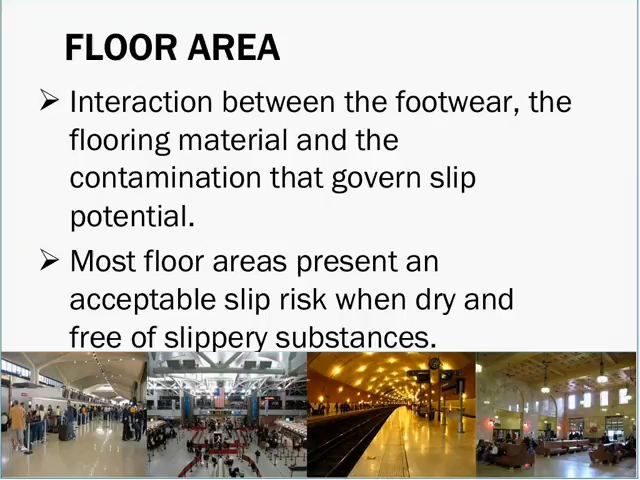 FLOOR AREA
➢ Interaction between the footwear, the
flooring material and the
contamination that govern slip
potential.
➢ Most floor areas present an
acceptable slip risk when dry and
free of slippery substances.